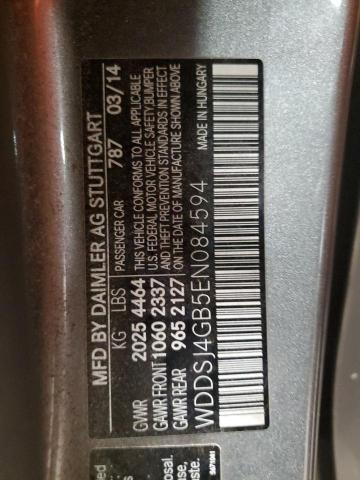 MFD BY DAIMLER AG STUTTGART
KG LBS PASSENGER CAR 787 03/14
GVWR 2025 4464
GAWR FRONT 1060 2337
GAWR REAR 965 2127
THIS VEHICLE CONFORMS TO ALL APPLICABLE
U.S. FEDERAL MOTOR VEHICLE SAFETY/BUMPER
AND THEFT PREVENTION STANDARDS IN EFFECT
ON THE DATE OF MANUFACTURE SHOWN ABOVE
WDDSJ4GB5EN084594 MADE IN HUNGARY